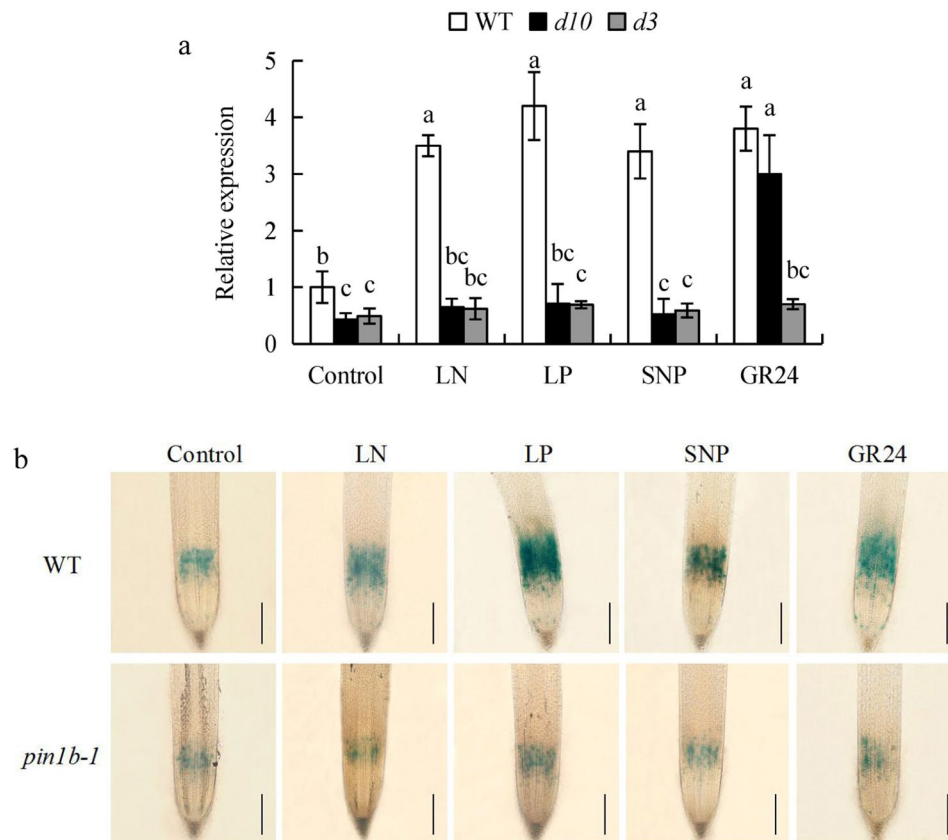 WT d10 d3
a
Relative expression
5
4
3
2
1
0
b c c
a bc bc
a bc c
a c c
a a bc
Control LN LP SNP GR24
b
Control LN LP SNP GR24
WT
pin1b-1